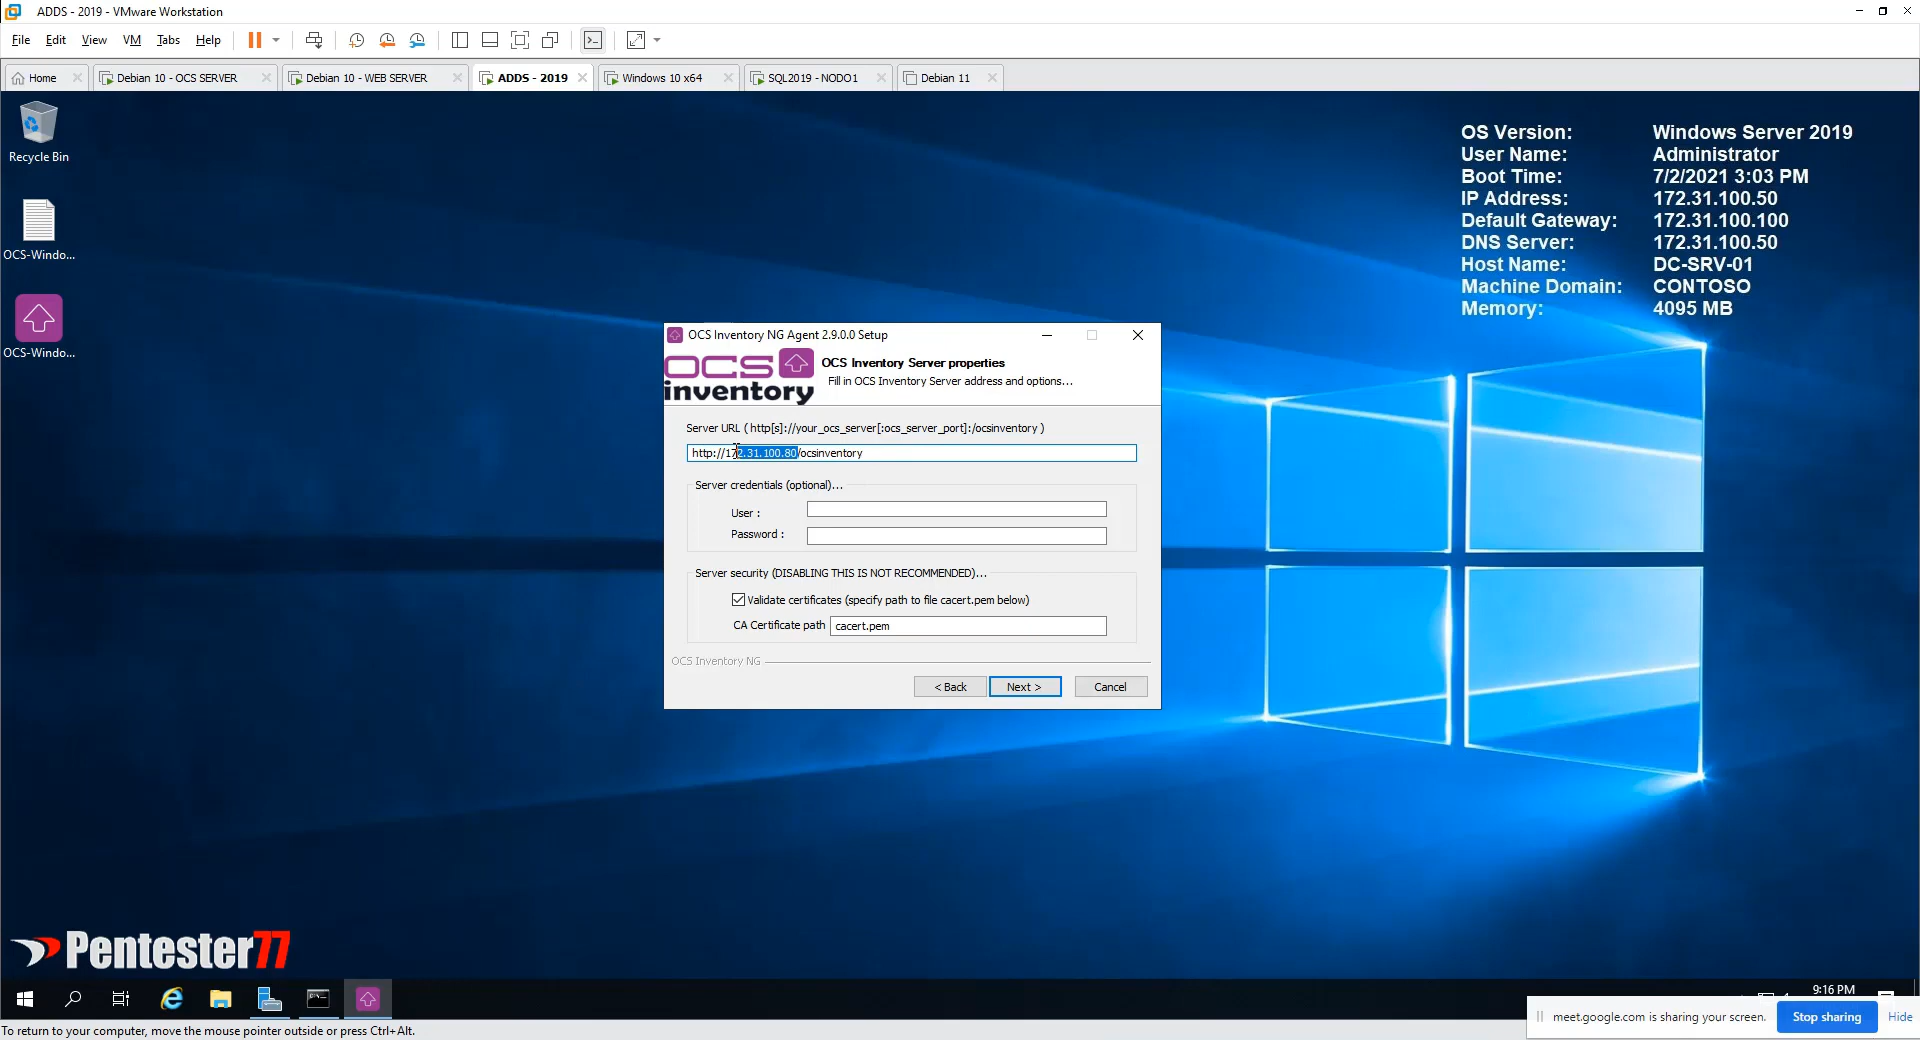 ADDS - 2019 - VMware Workstation
File Edit View VM Tabs Help
Home Debian 10 - OCS SERVER Debian 10 - WEB SERVER ADDS - 2019 Windows 10 x64 SQL2019 - NODO1 Debian 11
Recycle Bin
OCS-Windo...
OCS-Windo...
OS Version: Windows Server 2019
User Name: Administrator
Boot Time: 7/2/2021 3:03 PM
IP Address: 172.31.100.50
Default Gateway: 172.31.100.100
DNS Server: 172.31.100.50
Host Name: DC-SRV-01
Machine Domain: CONTOSO
Memory: 4095 MB
OCS Inventory NG Agent 2.9.0.0 Setup
OCS inventory
OCS Inventory Server properties
Fill in OCS Inventory Server address and options...
Server URL ( http[s]://your_ocs_server[:ocs_server_port]:/ocsinventory )
http://172.31.100.80/ocsinventory
Server credentials (optional)...
User :
Password :
Server security (DISABLING THIS IS NOT RECOMMENDED)...
Validate certificates (specify path to file cacert.pem below)
CA Certificate path cacert.pem
OCS Inventory NG
< Back Next > Cancel
Pentester77
9:16 PM
meet.google.com is sharing your screen. Stop sharing Hide
To return to your computer, move the mouse pointer outside or press Ctrl+Alt.